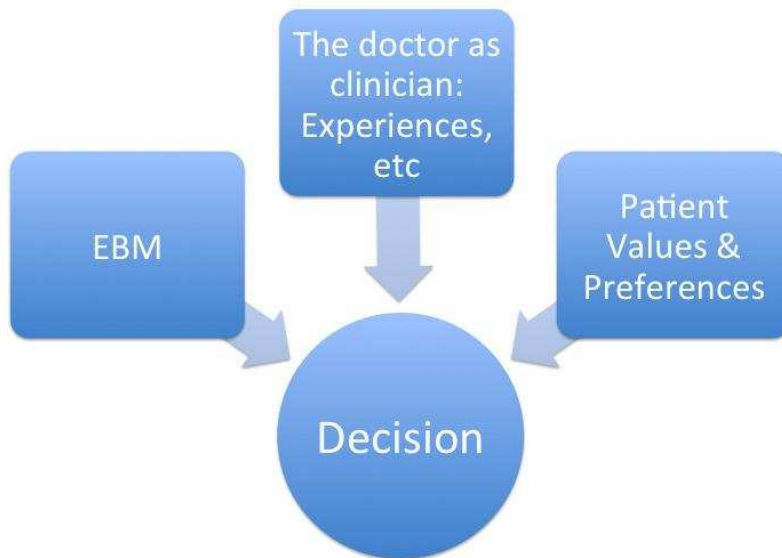 The doctor as
clinician:
Experiences,
etc
EBM
Patient
Values &
Preferences
Decision